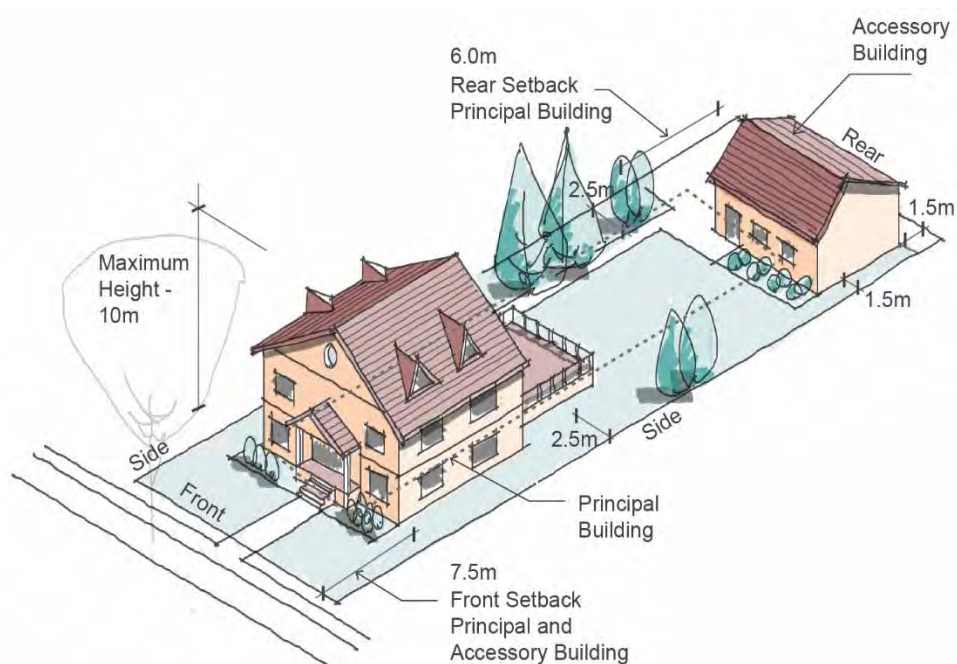 Accessory
Building
6.0m
Rear Setback
Principal Building
Rear
2.5m
1.5m
Maximum
Height -
10m
1.5m
Side
2.5m
Side
Front
Principal
Building
7.5m
Front Setback
Principal and
Accessory Building